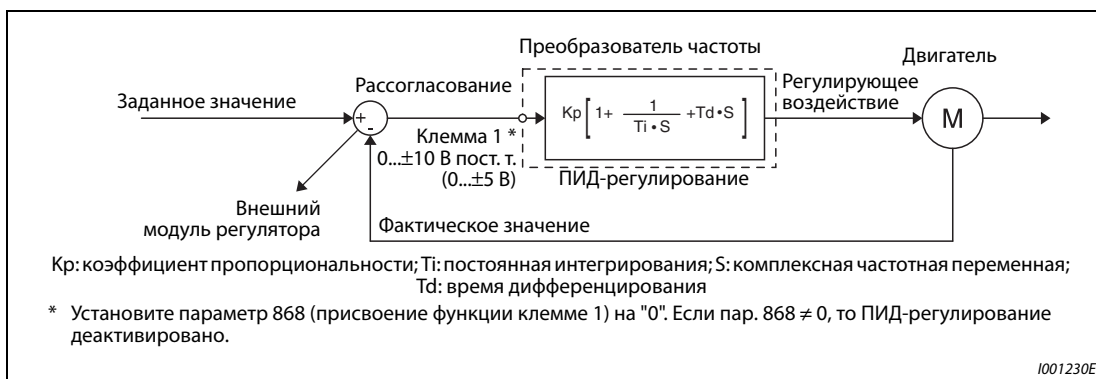 Преобразователь частоты
Двигатель
Заданное значение
Рассогласование
Регулирующее
воздействие
+
-
Kp [ 1+ 1 / Ti • S +Td • S ]
M
Клемма 1 *
0...±10 В пост. т.
(0...±5 В)
ПИД-регулирование
Внешний
модуль регулятора
Фактическое значение
Kp: коэффициент пропорциональности; Ti: постоянная интегрирования; S: комплексная частотная переменная;
Td: время дифференцирования
* Установите параметр 868 (присвоение функции клемме 1) на "0". Если пар. 868 ≠ 0, то ПИД-регулирование
деактивировано.
I001230E